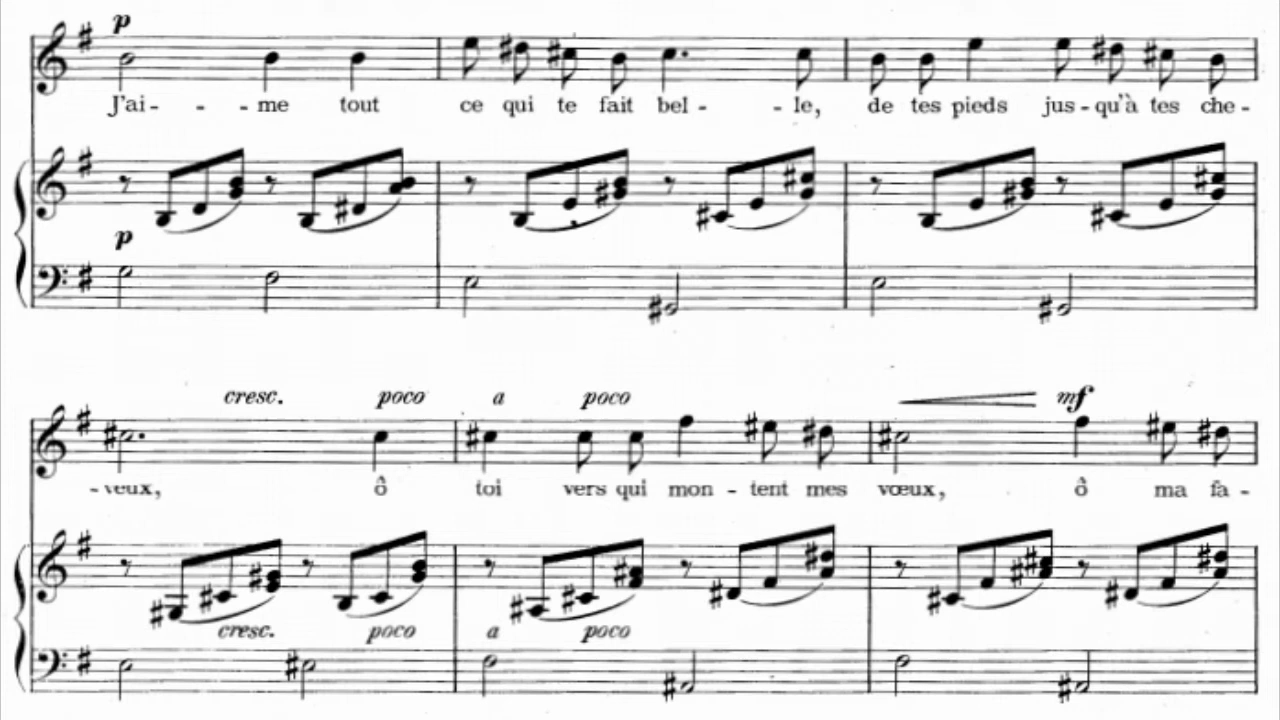 p
J'ai - - - me tout ce qui te fait bel - - le, de tes pieds jus - qu'à tes che -
p
cresc. poco a poco mf
- veux, ô toi vers qui mon - tent mes vœux, ô ma fa -
cresc. poco a poco